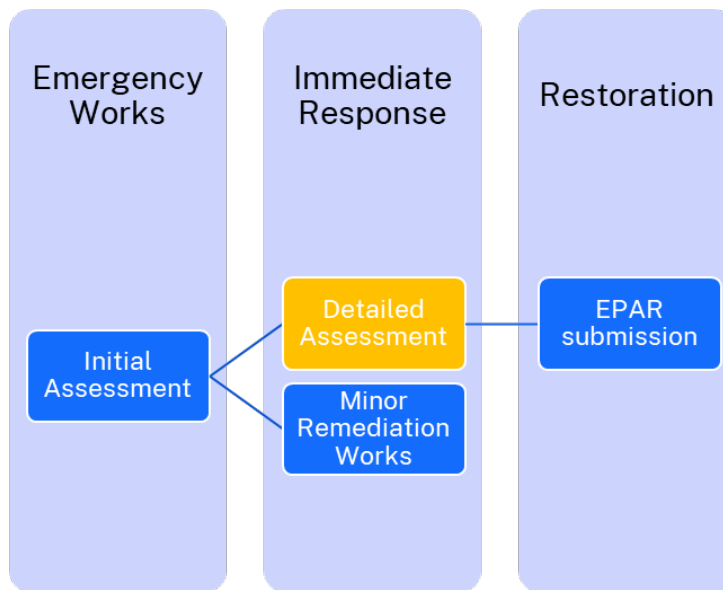 Emergency
Works
Immediate
Response
Restoration
Initial
Assessment
Detailed
Assessment
Minor
Remediation
Works
EPAR
submission